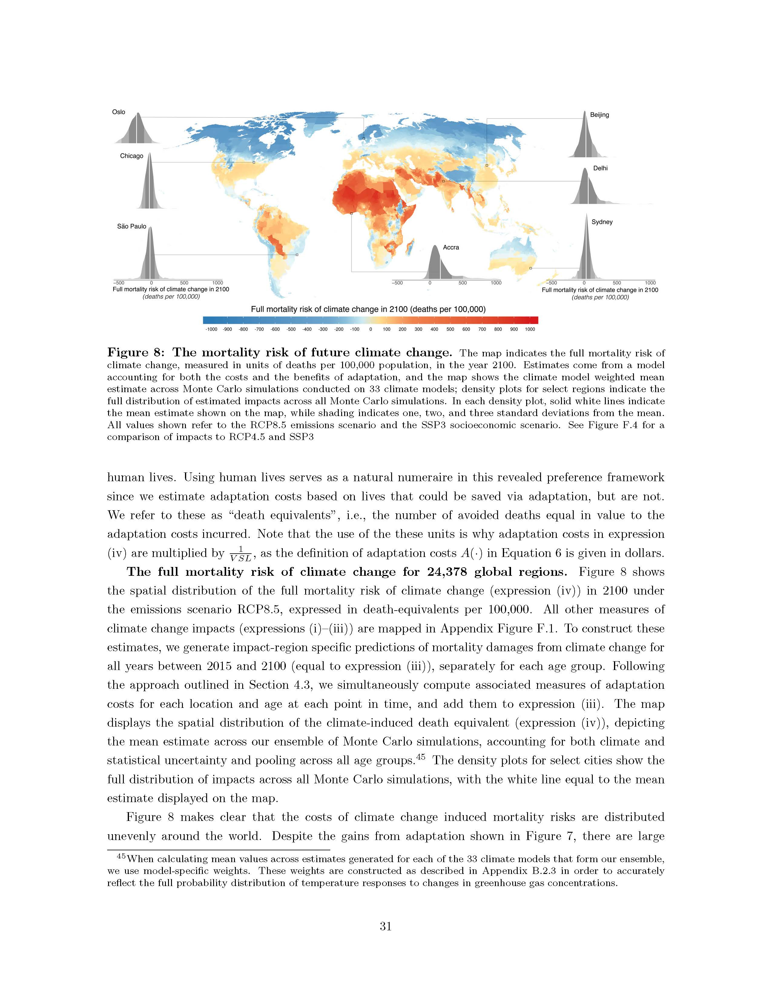 Oslo
Chicago
São Paulo
Beijing
Delhi
Sydney
Accra
−500 0 500 1000
Full mortality risk of climate change in 2100
(deaths per 100,000)
−500 0 500 1000
−500 0 500 1000
Full mortality risk of climate change in 2100
(deaths per 100,000)
Full mortality risk of climate change in 2100 (deaths per 100,000)
-1000 -900 -800 -700 -600 -500 -400 -300 -200 -100 0 100 200 300 400 500 600 700 800 900 1000
Figure 8: The mortality risk of future climate change. The map indicates the full mortality risk of
climate change, measured in units of deaths per 100,000 population, in the year 2100. Estimates come from a model
accounting for both the costs and the benefits of adaptation, and the map shows the climate model weighted mean
estimate across Monte Carlo simulations conducted on 33 climate models; density plots for select regions indicate the
full distribution of estimated impacts across all Monte Carlo simulations. In each density plot, solid white lines indicate
the mean estimate shown on the map, while shading indicates one, two, and three standard deviations from the mean.
All values shown refer to the RCP8.5 emissions scenario and the SSP3 socioeconomic scenario. See Figure F.4 for a
comparison of impacts to RCP4.5 and SSP3
human lives. Using human lives serves as a natural numeraire in this revealed preference framework
since we estimate adaptation costs based on lives that could be saved via adaptation, but are not.
We refer to these as “death equivalents”, i.e., the number of avoided deaths equal in value to the
adaptation costs incurred. Note that the use of the these units is why adaptation costs in expression
(iv) are multiplied by 1/VSL, as the definition of adaptation costs A(·) in Equation 6 is given in dollars.
The full mortality risk of climate change for 24,378 global regions. Figure 8 shows
the spatial distribution of the full mortality risk of climate change (expression (iv)) in 2100 under
the emissions scenario RCP8.5, expressed in death-equivalents per 100,000. All other measures of
climate change impacts (expressions (i)–(iii)) are mapped in Appendix Figure F.1. To construct these
estimates, we generate impact-region specific predictions of mortality damages from climate change for
all years between 2015 and 2100 (equal to expression (iii)), separately for each age group. Following
the approach outlined in Section 4.3, we simultaneously compute associated measures of adaptation
costs for each location and age at each point in time, and add them to expression (iii). The map
displays the spatial distribution of the climate-induced death equivalent (expression (iv)), depicting
the mean estimate across our ensemble of Monte Carlo simulations, accounting for both climate and
statistical uncertainty and pooling across all age groups.45 The density plots for select cities show the
full distribution of impacts across all Monte Carlo simulations, with the white line equal to the mean
estimate displayed on the map.
Figure 8 makes clear that the costs of climate change induced mortality risks are distributed
unevenly around the world. Despite the gains from adaptation shown in Figure 7, there are large
45When calculating mean values across estimates generated for each of the 33 climate models that form our ensemble,
we use model-specific weights. These weights are constructed as described in Appendix B.2.3 in order to accurately
reflect the full probability distribution of temperature responses to changes in greenhouse gas concentrations.
31